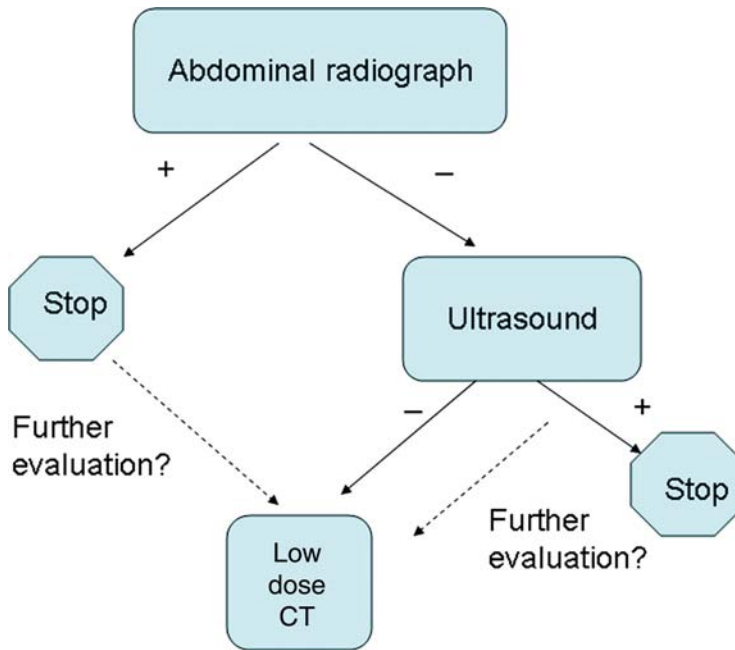 Abdominal radiograph
+
–
Stop
Ultrasound
Further
evaluation?
–
+
Stop
Further
evaluation?
Low
dose
CT